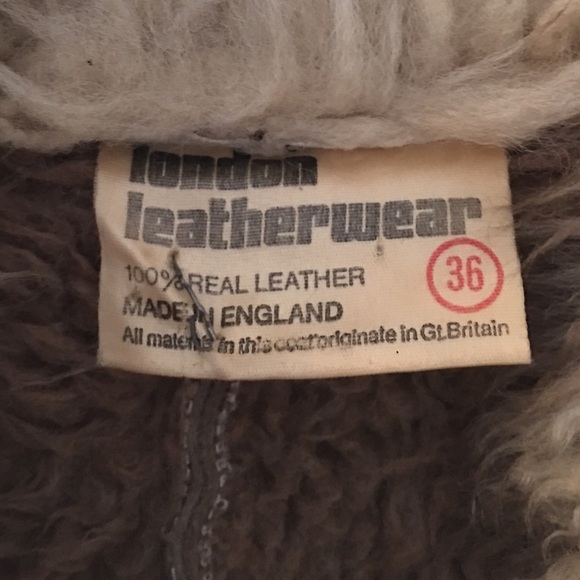 london
leatherwear
100% REAL LEATHER
36
MADE IN ENGLAND
All materials in this coat originate in Gt.Britain